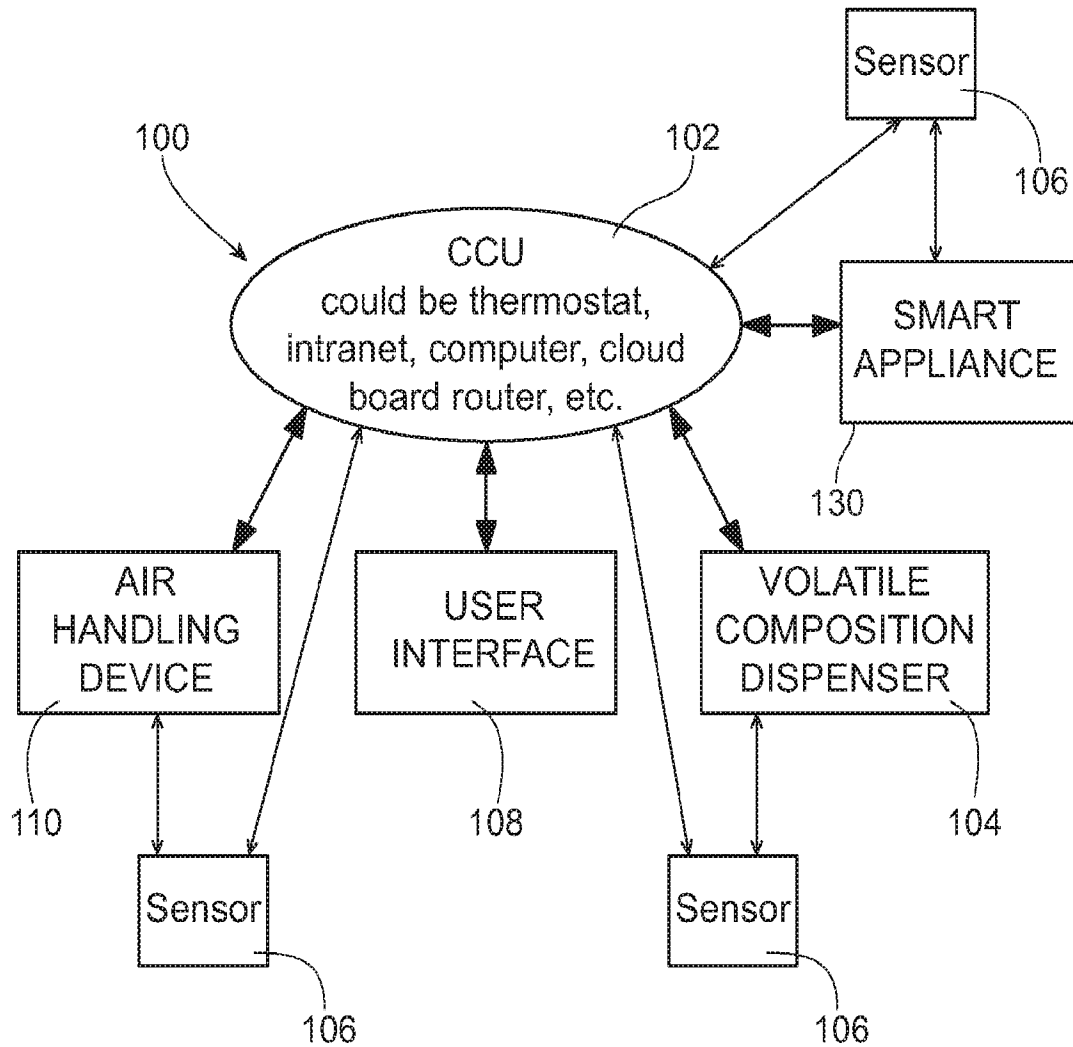 Sensor
106
100
102
CCU
could be thermostat,
intranet, computer, cloud
board router, etc.
SMART
APPLIANCE
130
AIR
HANDLING
DEVICE
110
USER
INTERFACE
108
VOLATILE
COMPOSITION
DISPENSER
104
Sensor
106
Sensor
106